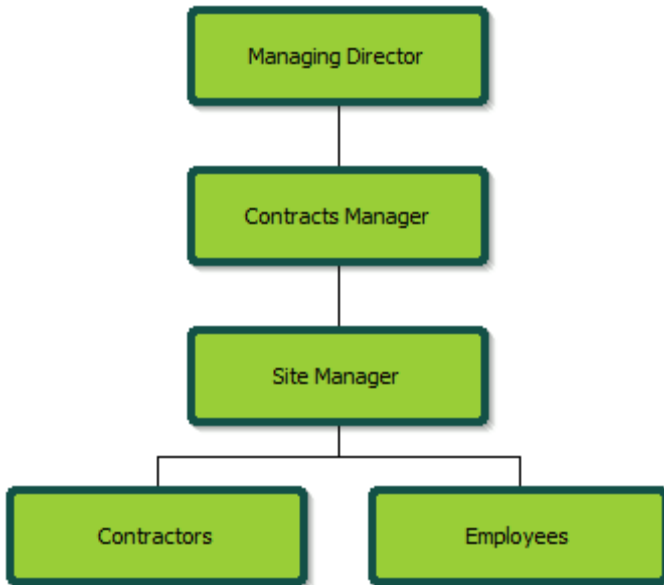 Managing Director
Contracts Manager
Site Manager
Contractors
Employees